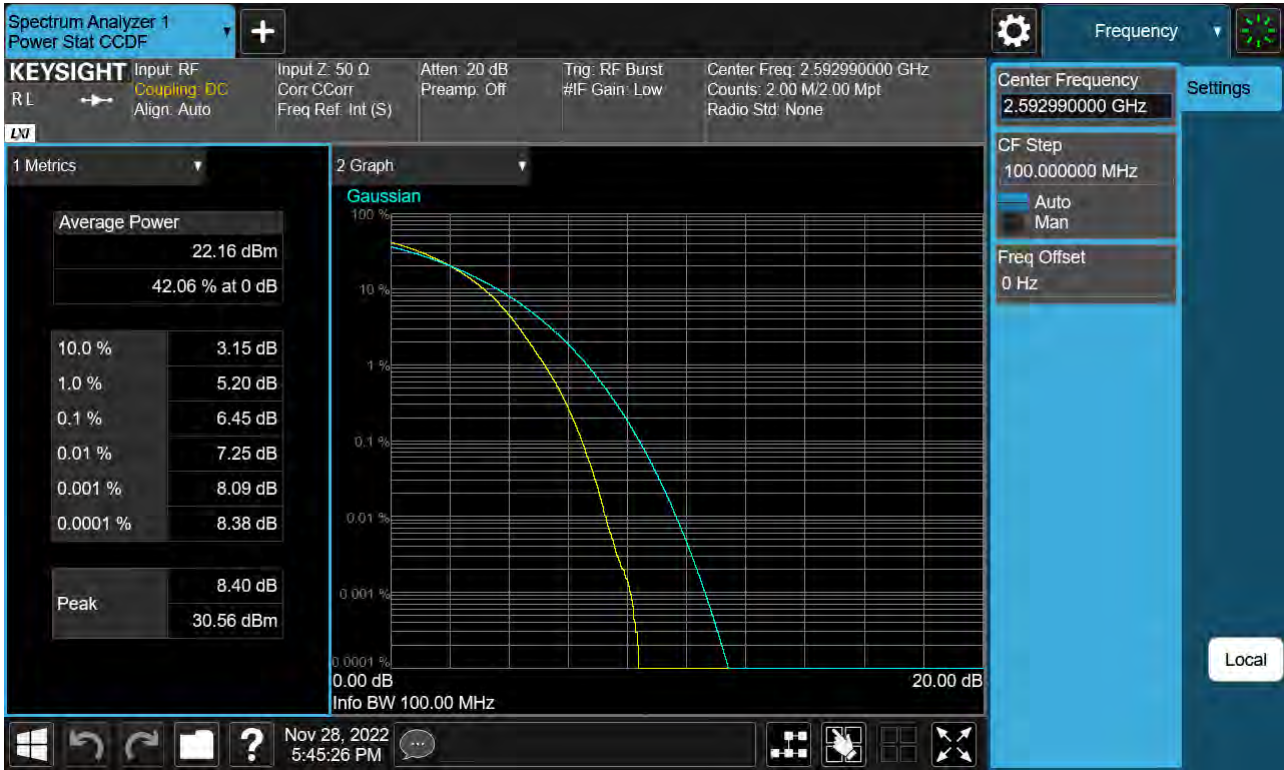 Spectrum Analyzer 1
Power Stat CCDF
Frequency
KEYSIGHT
RL
LXI
Input: RF
Coupling: DC
Align: Auto
Input Z: 50 Ω
Corr CCorr
Freq Ref: Int (S)
Atten: 20 dB
Preamp: Off
Trig: RF Burst
#IF Gain: Low
Center Freq: 2.592990000 GHz
Counts: 2.00 M/2.00 Mpt
Radio Std: None
Center Frequency
2.592990000 GHz
Settings
CF Step
100.000000 MHz
Auto
Man
Freq Offset
0 Hz
1 Metrics
Average Power
22.16 dBm
42.06 % at 0 dB
10.0 % 3.15 dB
1.0 % 5.20 dB
0.1 % 6.45 dB
0.01 % 7.25 dB
0.001 % 8.09 dB
0.0001 % 8.38 dB
Peak
8.40 dB
30.56 dBm
2 Graph
Gaussian
100 %
10 %
1 %
0.1 %
0.01 %
0.001 %
0.0001 %
0.00 dB 20.00 dB
Info BW 100.00 MHz
Local
?
Nov 28, 2022
5:45:26 PM